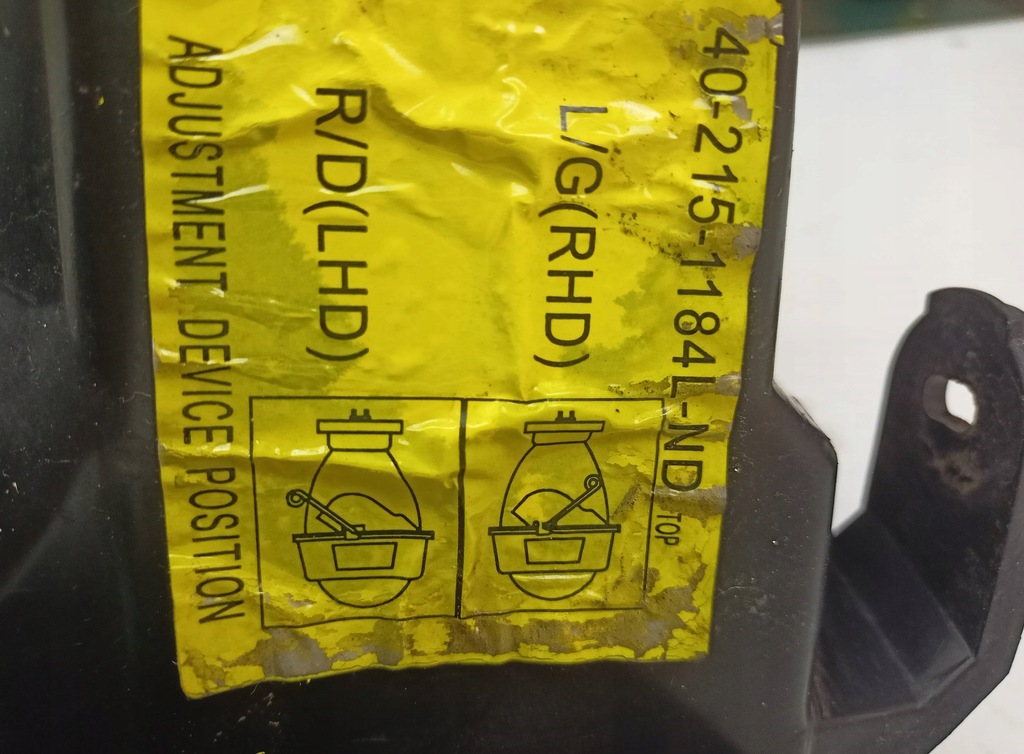 40-215-1184L-ND
TOP
L/G(RHD)
R/D(LHD)
ADJUSTMENT DEVICE POSITION